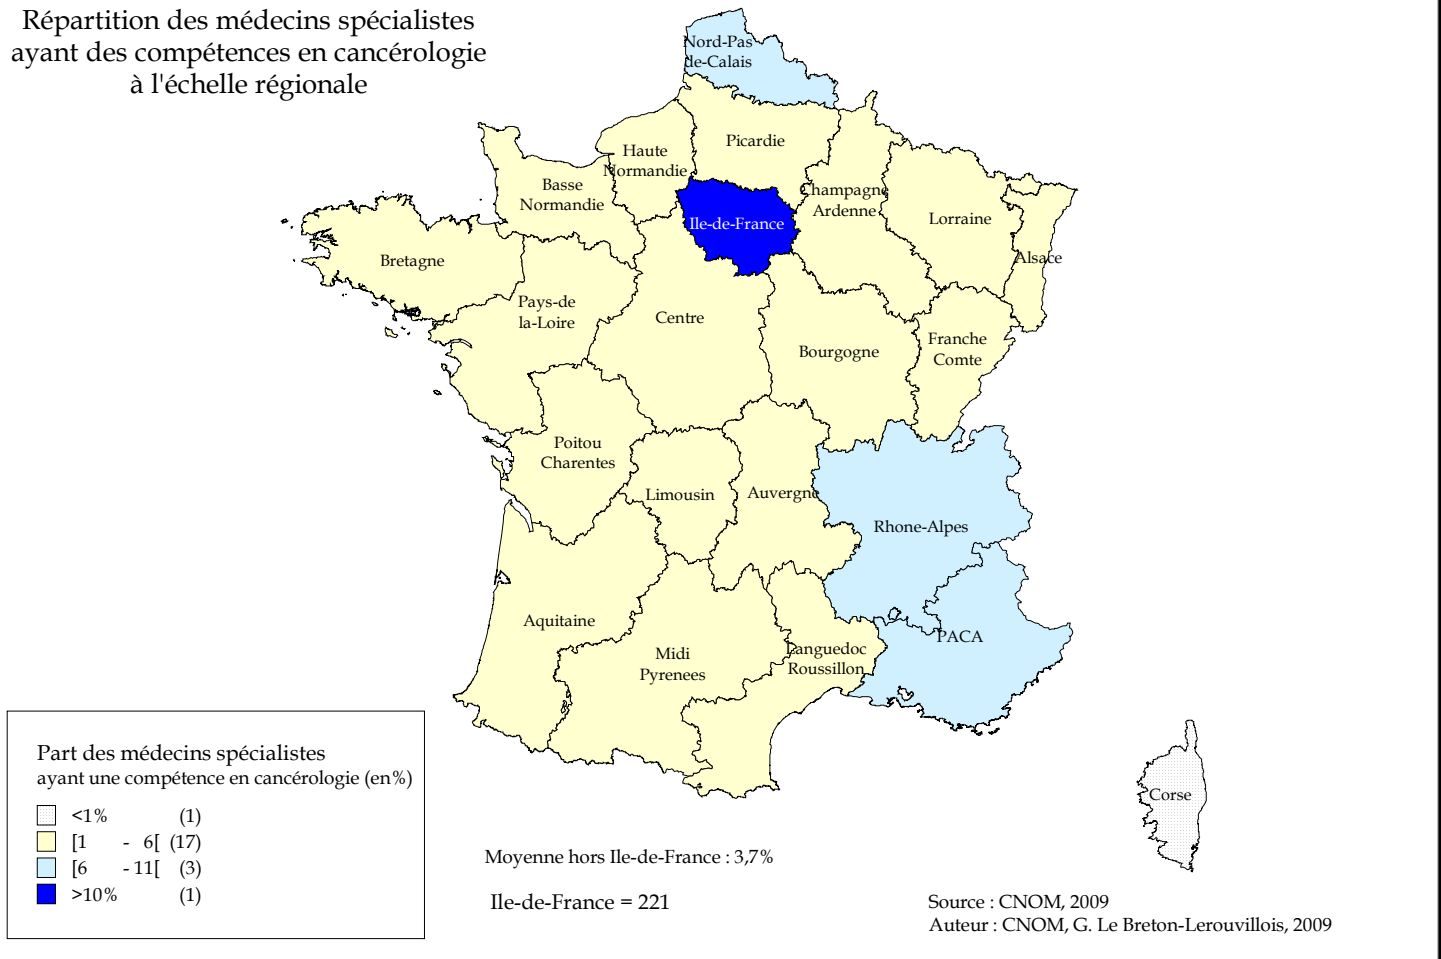 Répartition des médecins spécialistes
ayant des compétences en cancérologie
à l'échelle régionale
Nord-Pas
de-Calais
Picardie
Haute
Normandie
Basse
Normandie
Champagne
Ardenne
Lorraine
Ile-de-France
Alsace
Bretagne
Pays-de
la-Loire
Centre
Bourgogne
Franche
Comte
Poitou
Charentes
Limousin
Auvergne
Rhone-Alpes
Aquitaine
Midi
Pyrenees
Languedoc
Roussillon
PACA
Corse
Part des médecins spécialistes
ayant une compétence en cancérologie (en%)
<1% (1)
[1 - 6[ (17)
[6 - 11[ (3)
>10% (1)
Moyenne hors Ile-de-France : 3,7%
Ile-de-France = 221
Source : CNOM, 2009
Auteur : CNOM, G. Le Breton-Lerouvillois, 2009